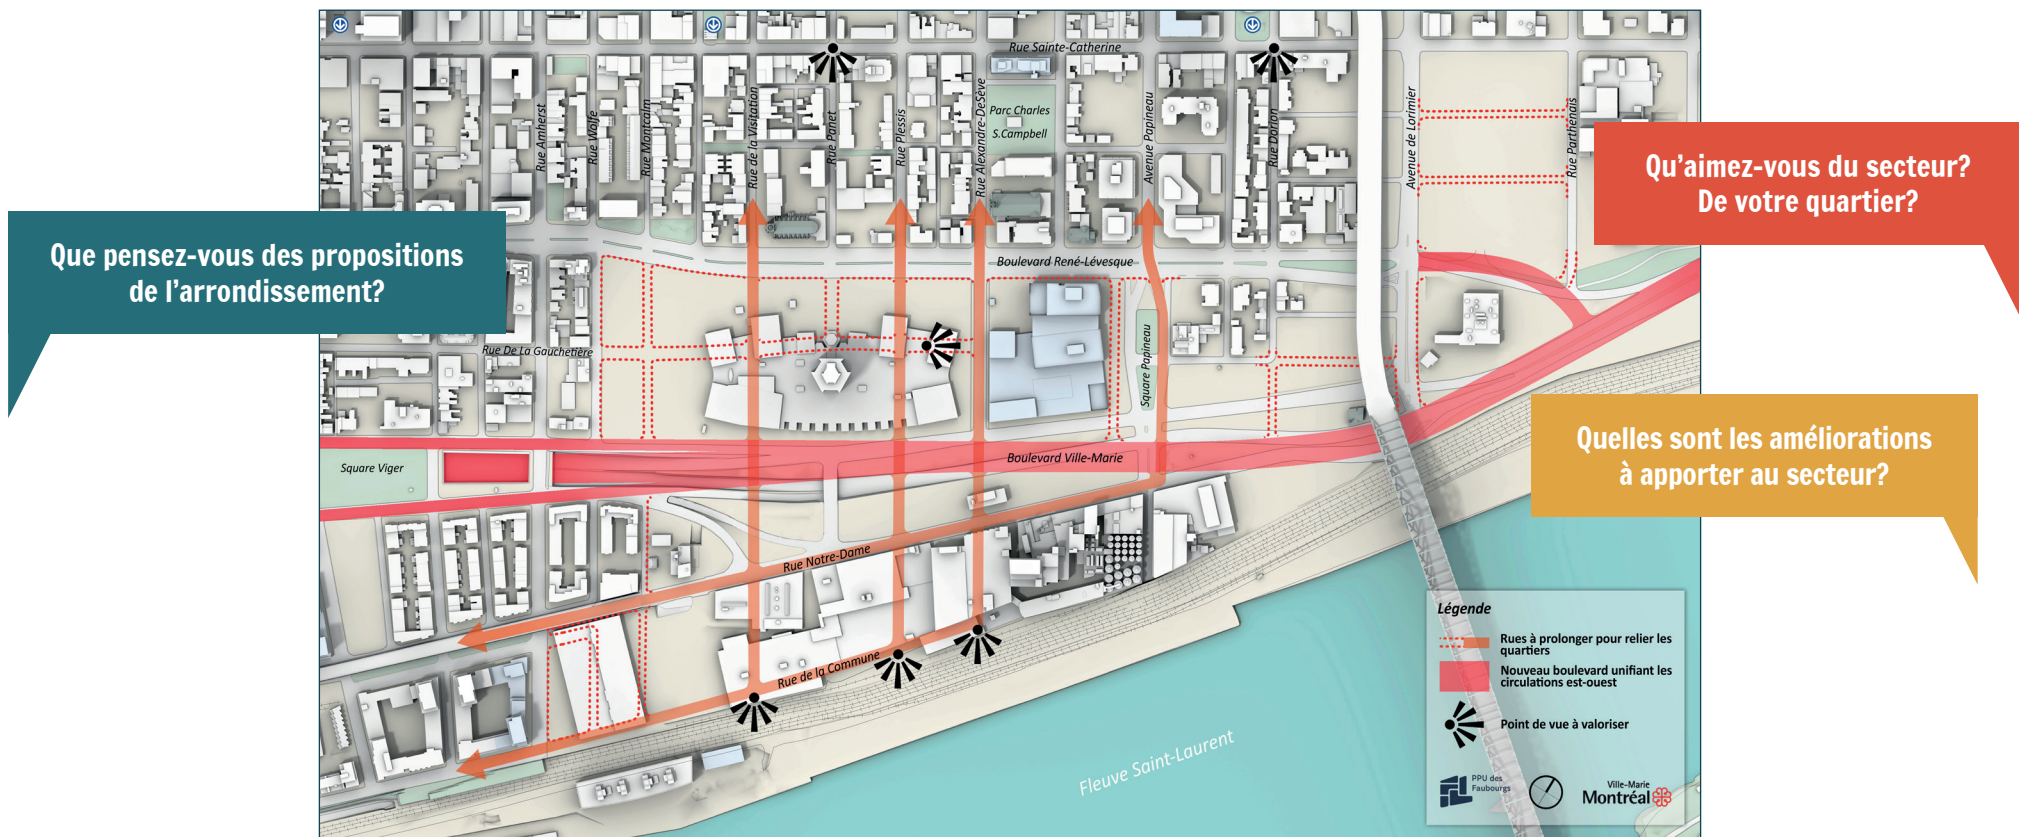 Rue Sainte-Catherine
Rue Amherst
Rue Wolfe
Rue Montcalm
Rue de la Visitation
Rue Panet
Rue Plessis
Rue Alexandre-DeSève
Parc Charles
S.Campbell
Avenue Papineau
Rue Dorion
Avenue de Lorimier
Rue Parthenais
Qu'aimez-vous du secteur?
De votre quartier?
Que pensez-vous des propositions
de l'arrondissement?
Boulevard René-Lévesque
Rue De La Gauchetière
Square Papineau
Quelles sont les améliorations
à apporter au secteur?
Square Viger
Boulevard Ville-Marie
Rue Notre-Dame
Rue de la Commune
Fleuve Saint-Laurent
Légende
Rues à prolonger pour relier les
quartiers
Nouveau boulevard unifiant les
circulations est-ouest
Point de vue à valoriser
PPU des
Faubourgs
Ville-Marie
Montréal